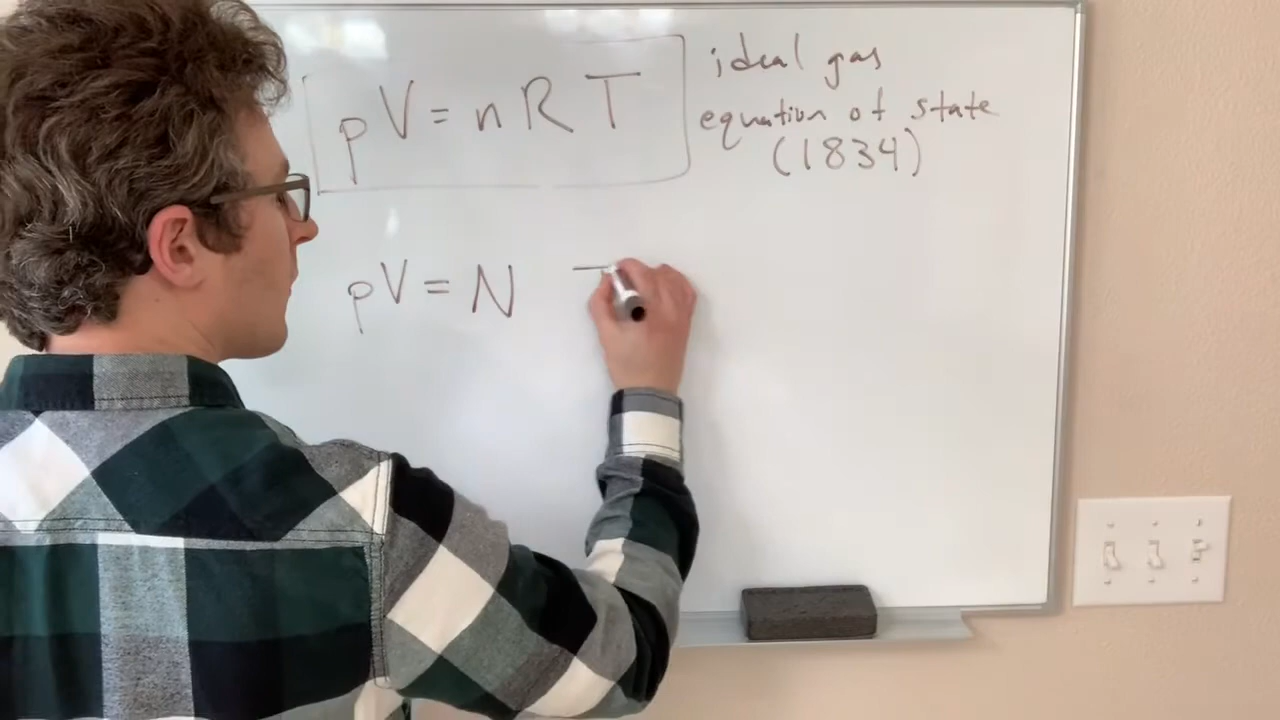 pV = nRT
ideal gas
equation of state
(1834)
pV = N T